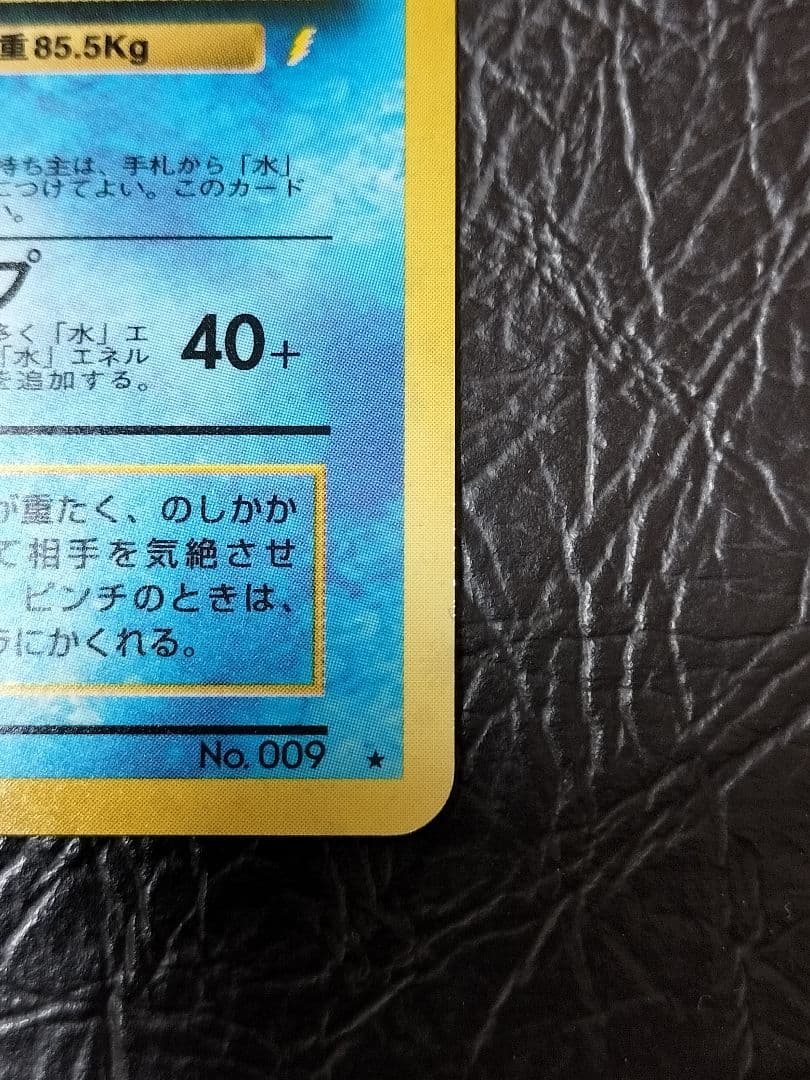 重85.5Kg
持ち主は、手札から「水」
につけてよい。このカード
い。
プ
多く「水」エ
「水」エネル
を追加する。
40+
が重たく、のしかか
て相手を気絶させ
ピンチのときは、
ラにかくれる。
No. 009 ★